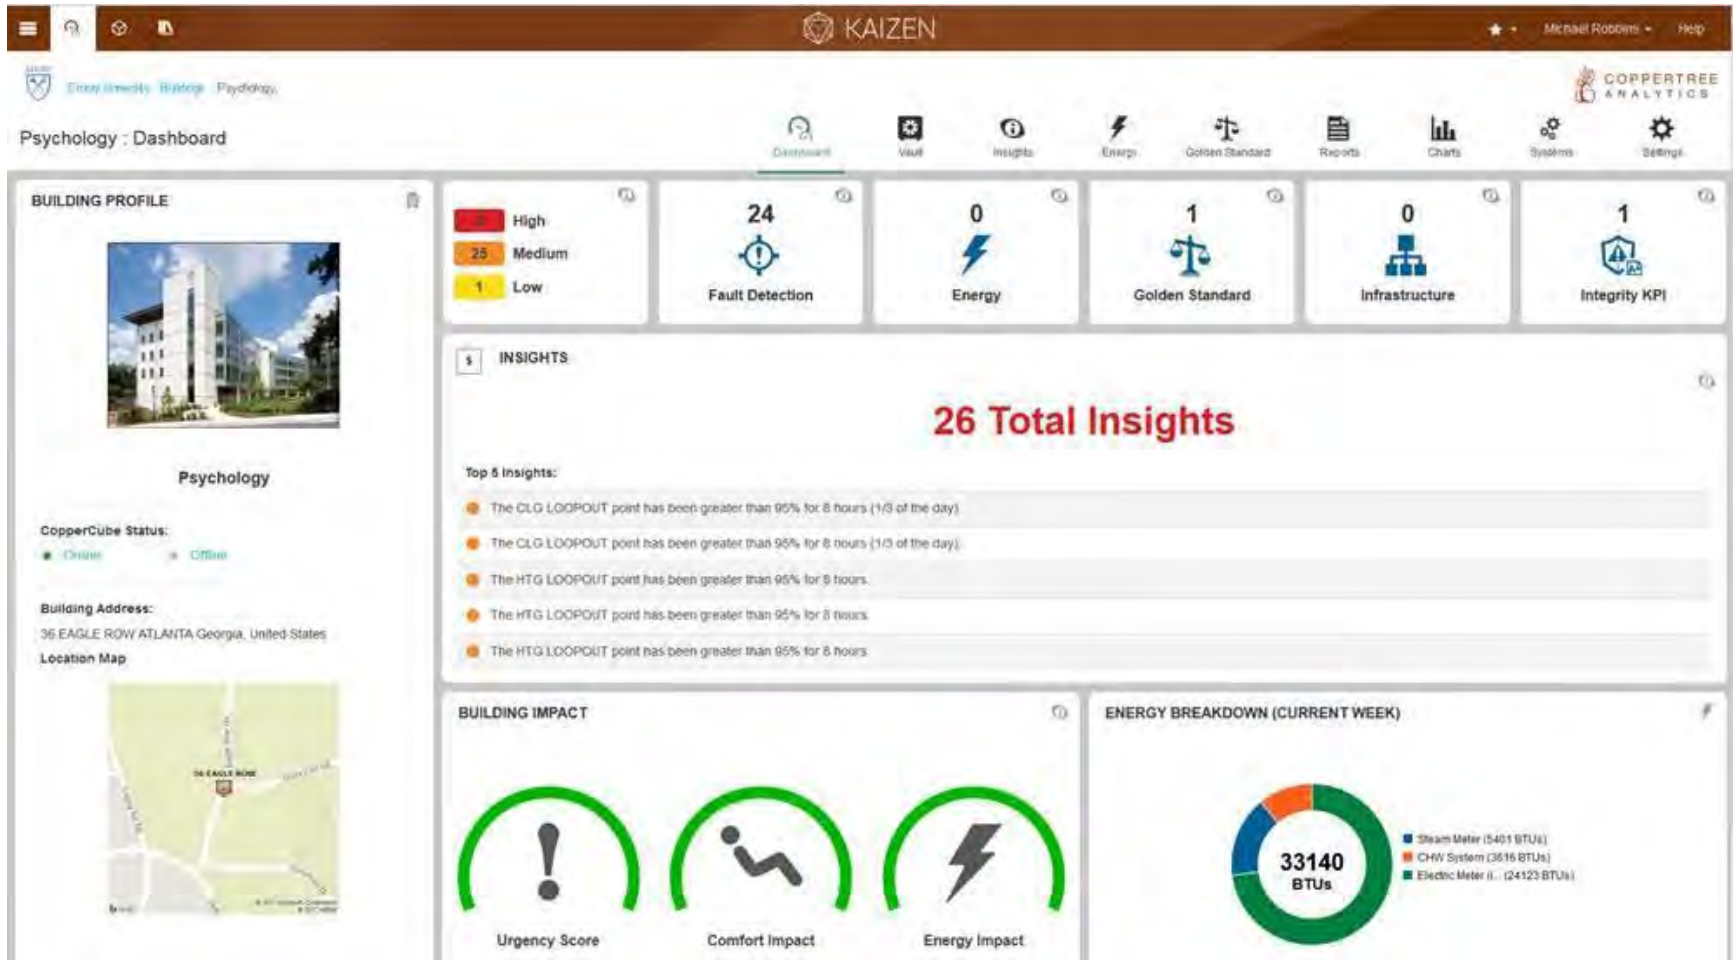 KAIZEN
Michael Robbins
Help
Emory University Buildings Psychology
COPPERTREE
ANALYTICS
Psychology : Dashboard
Dashboard
Vault
Insights
Energy
Golden Standard
Reports
Charts
Systems
Settings
BUILDING PROFILE
Psychology
CopperCube Status:
Online Offline
Building Address:
36 EAGLE ROW ATLANTA Georgia, United States
Location Map
36 EAGLE ROW
High
25 Medium
1 Low
24
Fault Detection
0
Energy
1
Golden Standard
0
Infrastructure
1
Integrity KPI
$ INSIGHTS
26 Total Insights
Top 5 Insights:
The CLG LOOPOUT point has been greater than 95% for 8 hours (1/3 of the day).
The CLG LOOPOUT point has been greater than 95% for 8 hours (1/3 of the day).
The HTG LOOPOUT point has been greater than 95% for 8 hours.
The HTG LOOPOUT point has been greater than 95% for 8 hours.
The HTG LOOPOUT point has been greater than 95% for 8 hours.
BUILDING IMPACT
Urgency Score
Comfort Impact
Energy Impact
ENERGY BREAKDOWN (CURRENT WEEK)
33140
BTUs
Steam Meter (5401 BTUs)
CHW System (3616 BTUs)
Electric Meter (... (24123 BTUs)